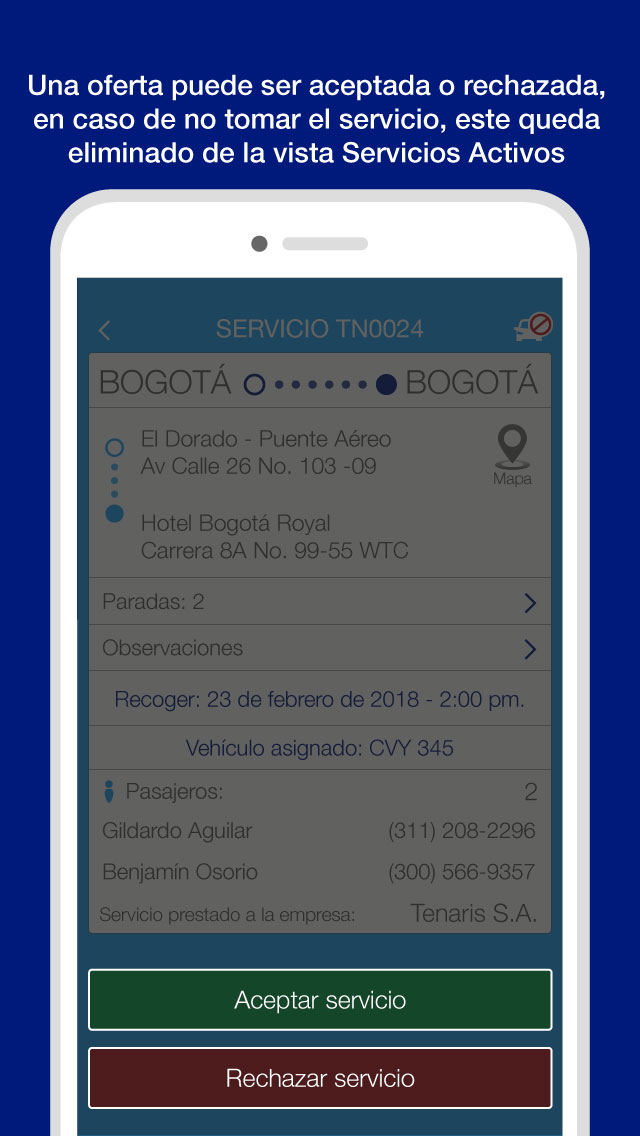 Una oferta puede ser aceptada o rechazada,
en caso de no tomar el servicio, este queda
eliminado de la vista Servicios Activos
SERVICIO TN0024
BOGOTÁ BOGOTÁ
El Dorado - Puente Aéreo
Av Calle 26 No. 103 -09
Mapa
Hotel Bogotá Royal
Carrera 8A No. 99-55 WTC
Paradas: 2
Observaciones
Recoger: 23 de febrero de 2018 - 2:00 pm.
Vehículo asignado: CVY 345
Pasajeros: 2
Gildardo Aguilar (311) 208-2296
Benjamín Osorio (300) 566-9357
Servicio prestado a la empresa: Tenaris S.A.
Aceptar servicio
Rechazar servicio